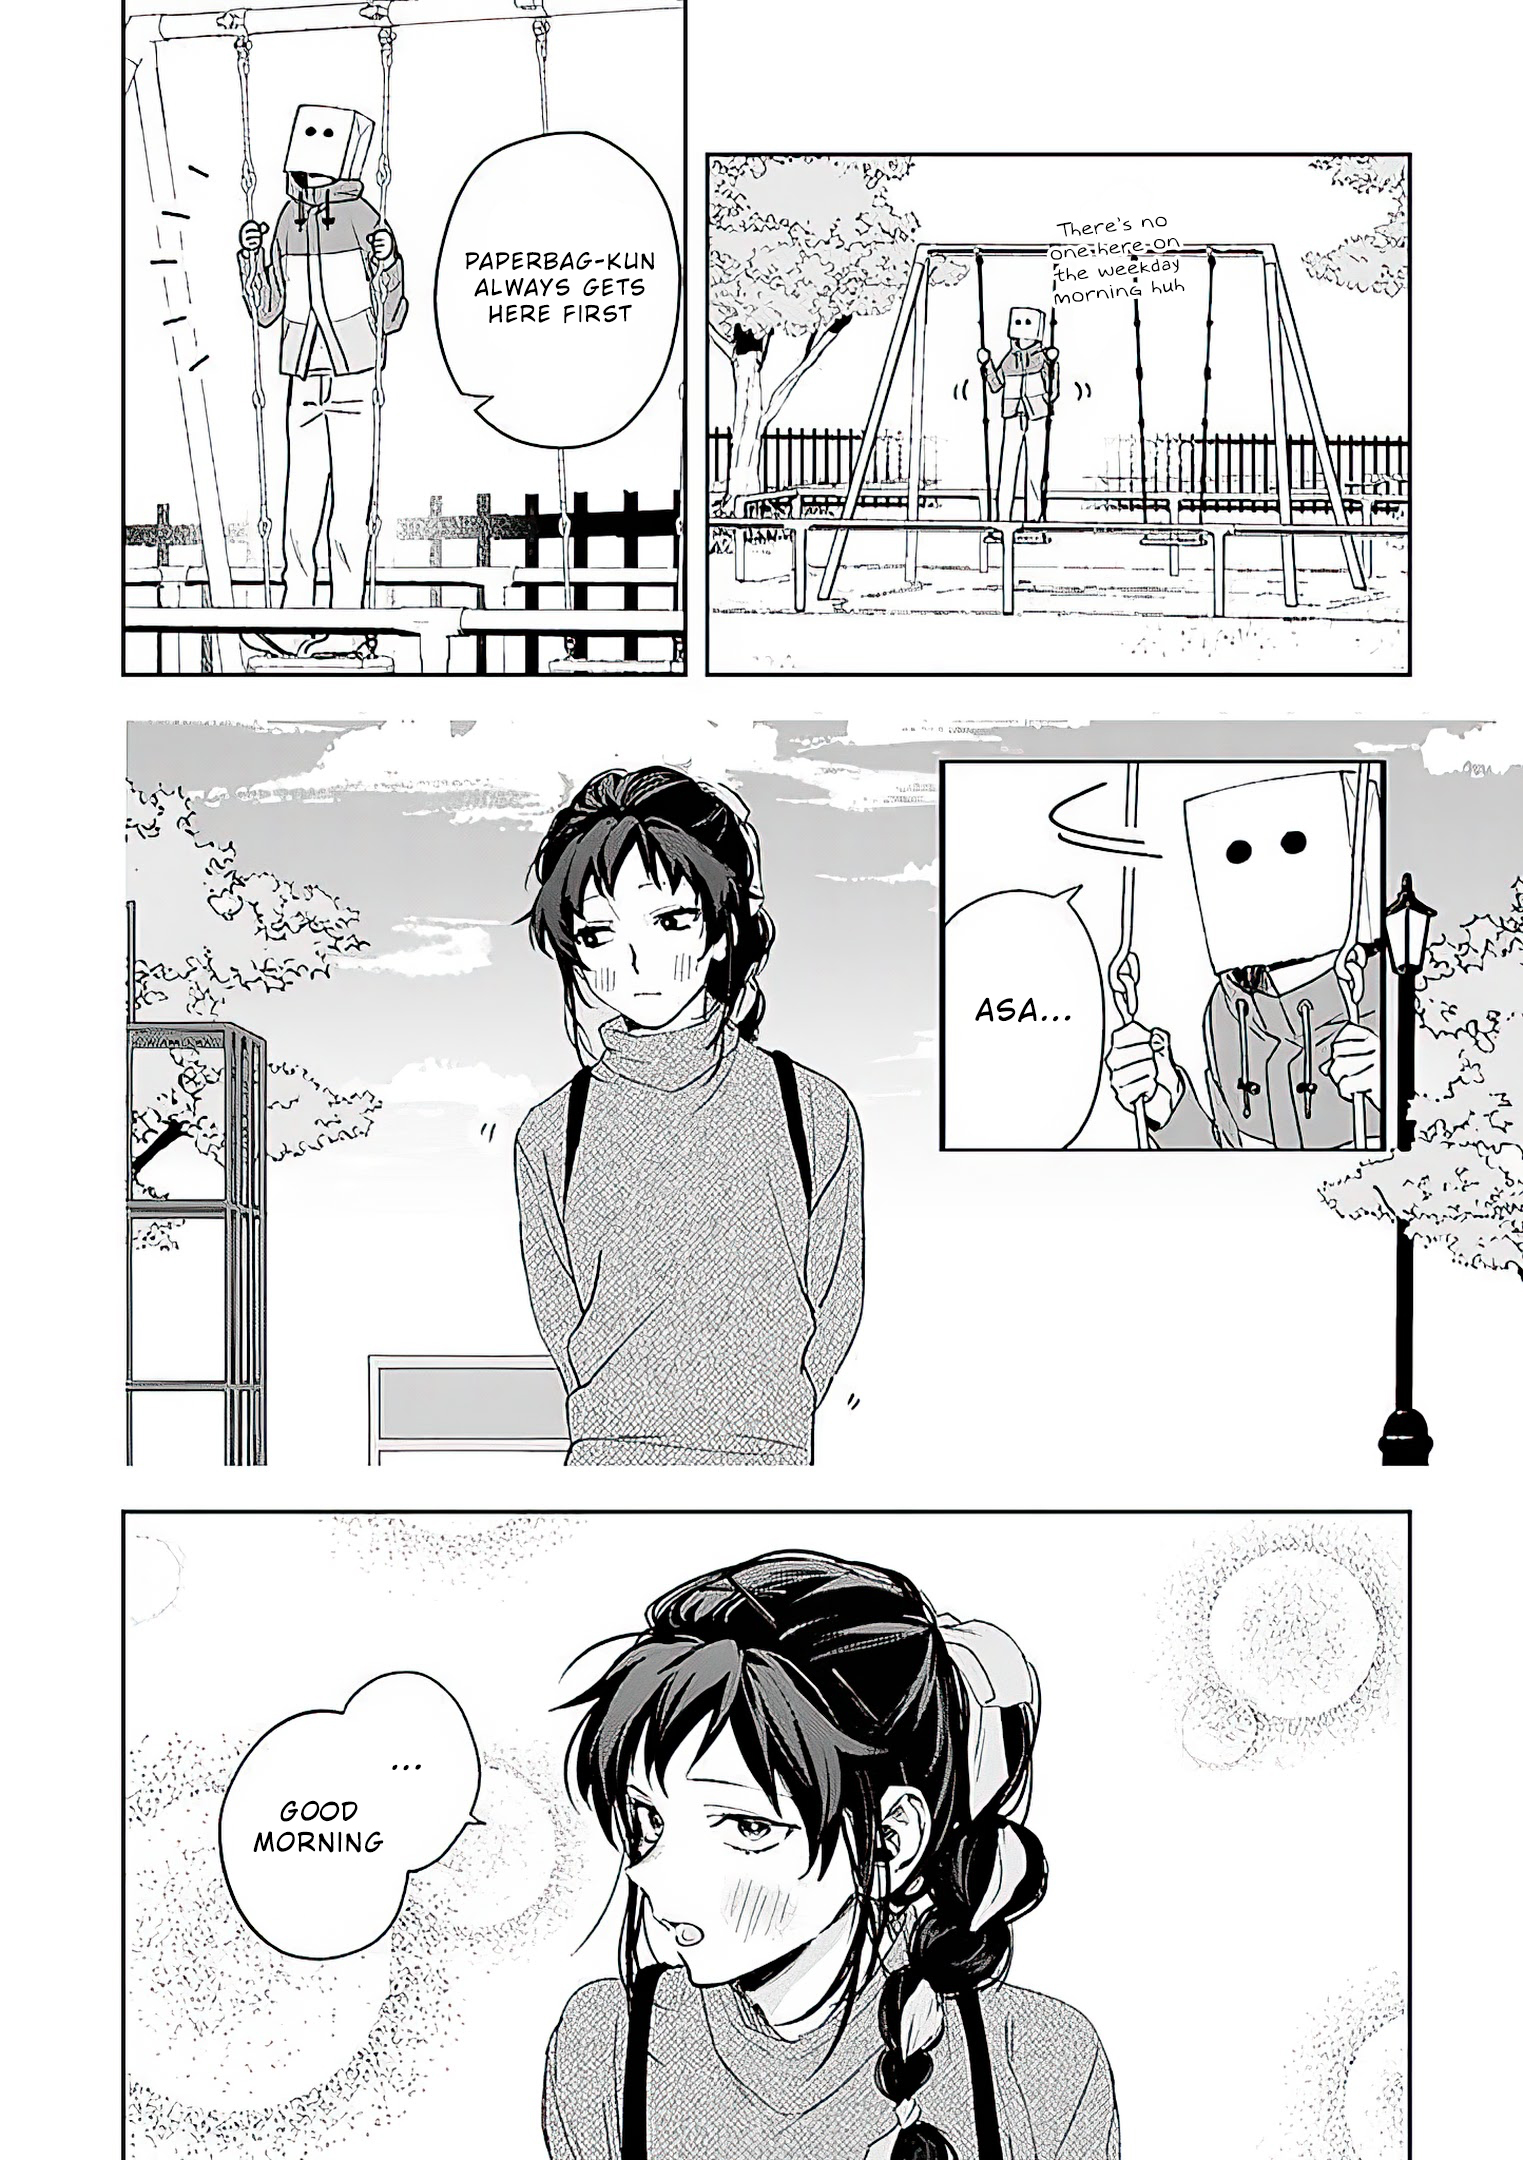 There's no
one here on
the weekday
morning huh
PAPERBAG-KUN
ALWAYS GETS
HERE FIRST
ASA...
...
GOOD
MORNING